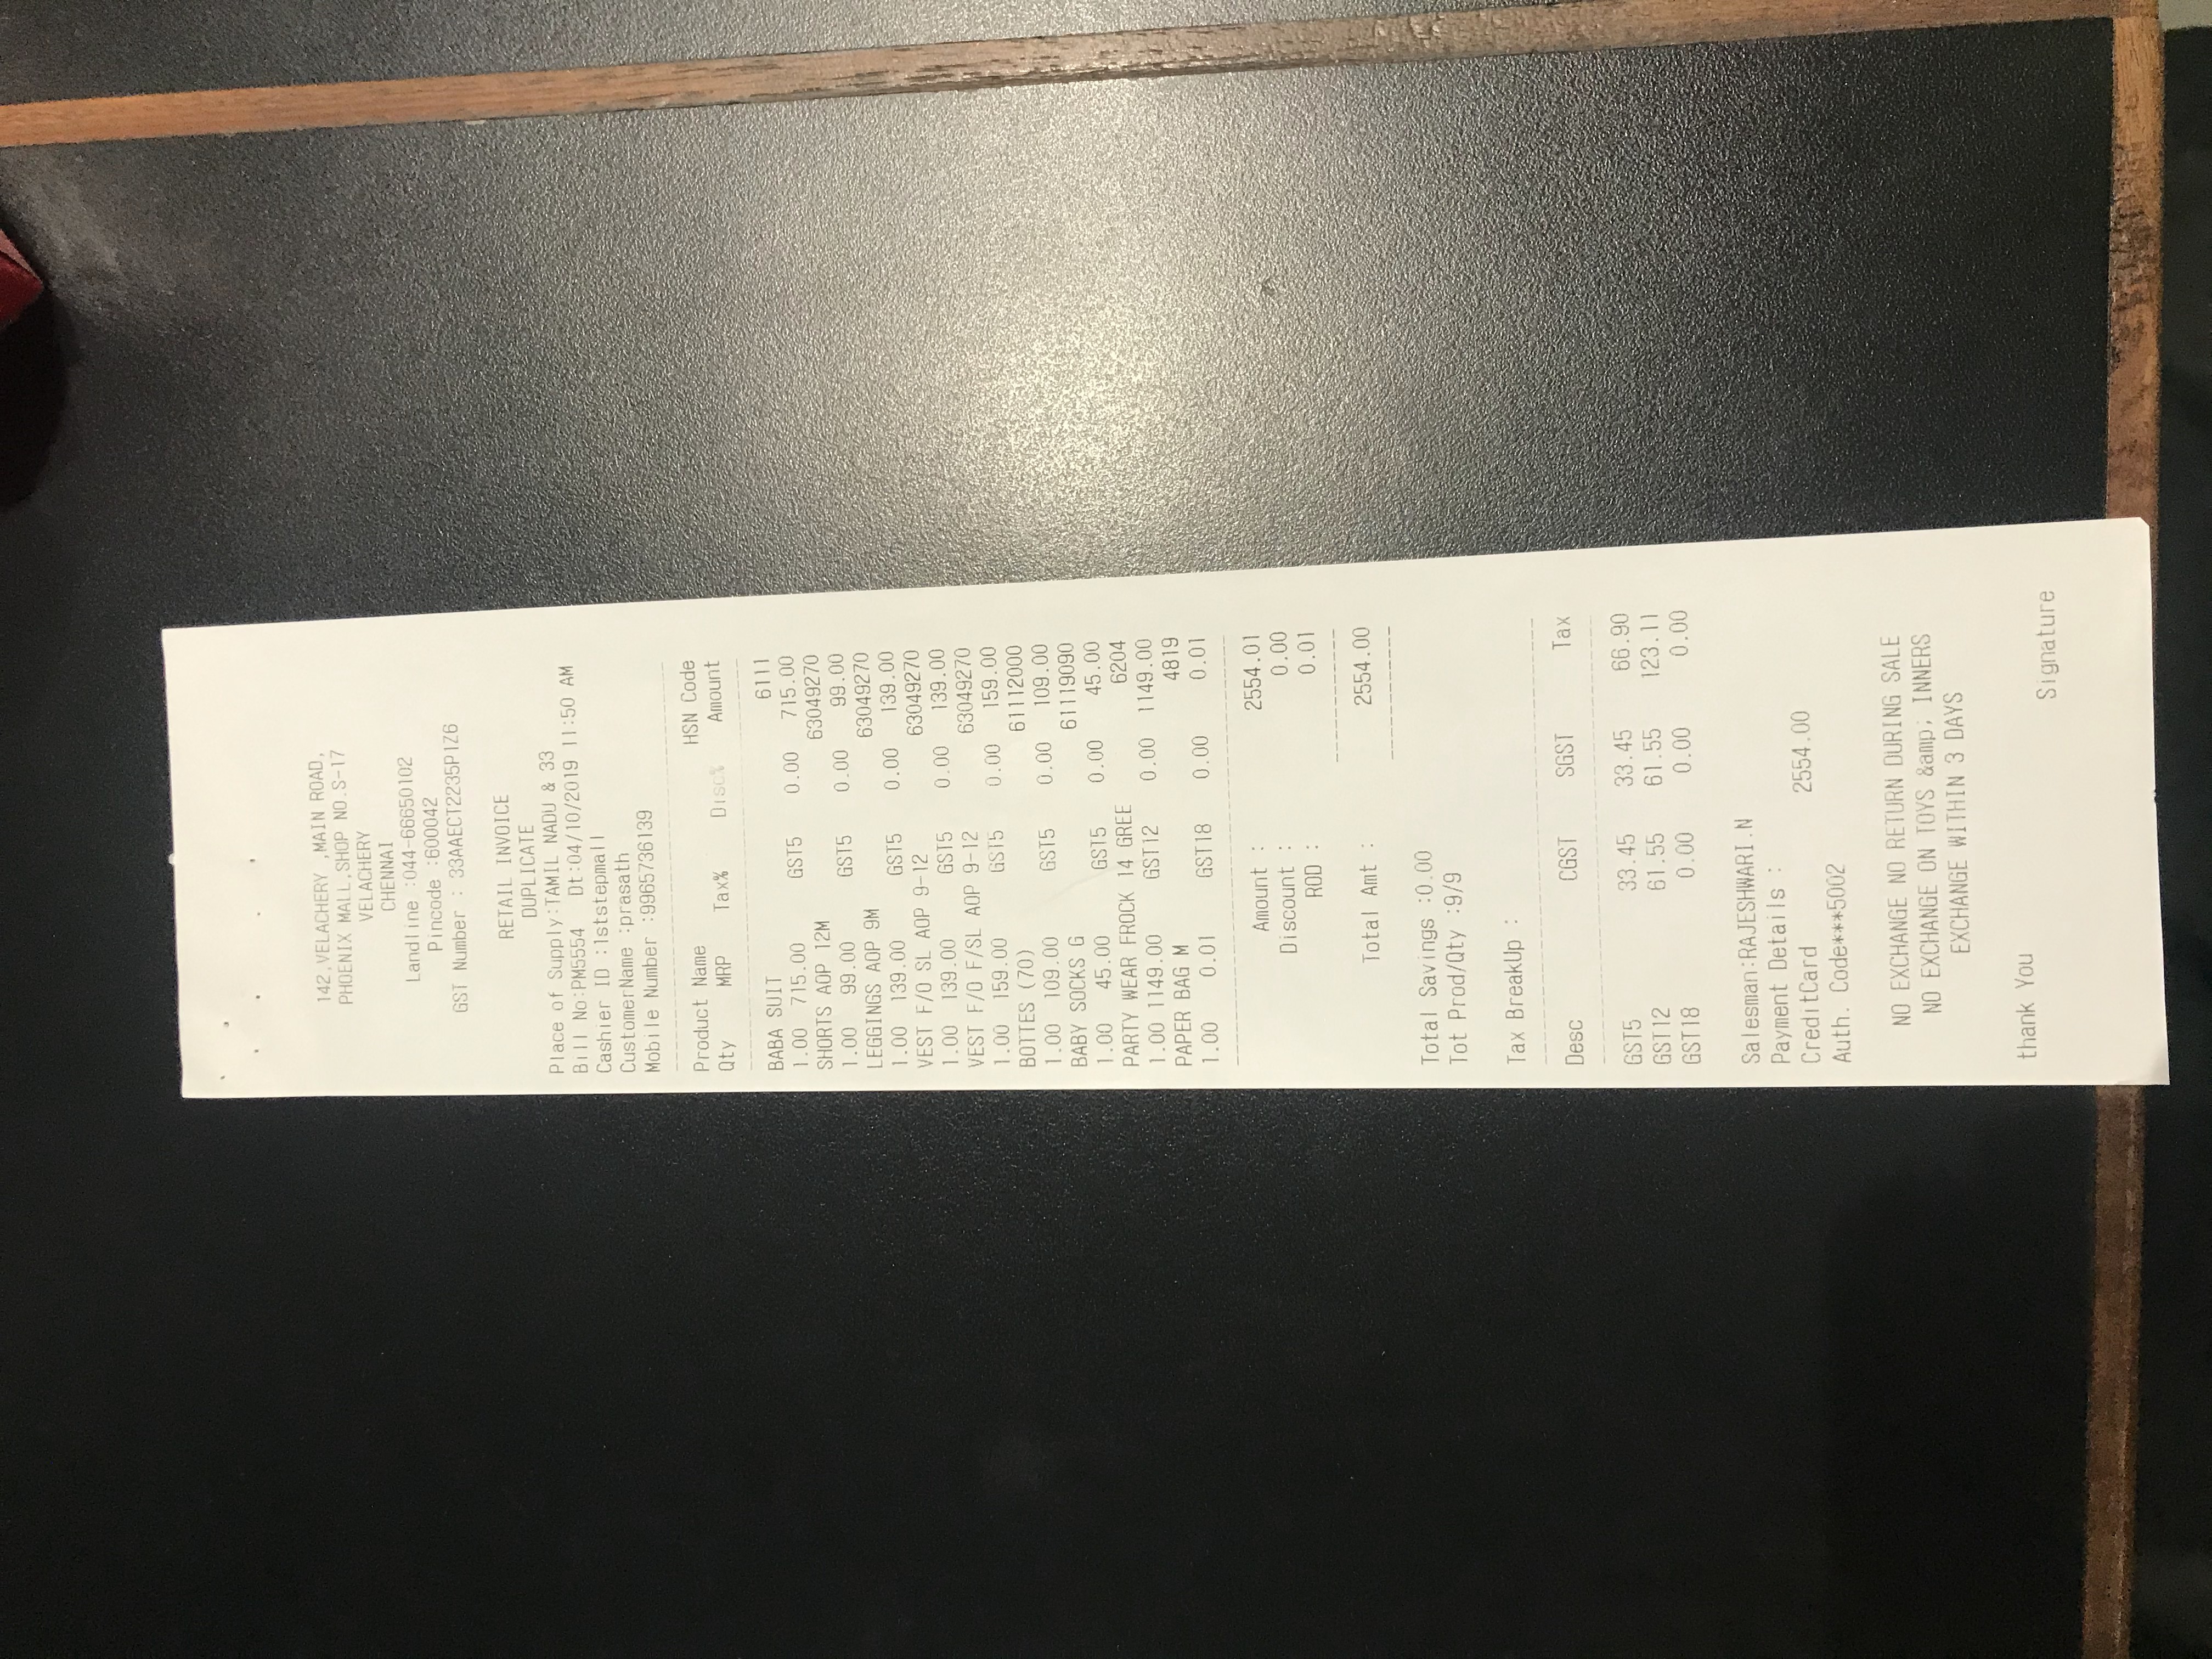 142,VELACHERY ,MAIN ROAD,
PHOENIX MALL,SHOP NO.S-17
VELACHERY
CHENNAI
Landline :044-66650102
Pincode :600042
GST Number : 33AAECT2235P1Z6
RETAIL INVOICE
DUPLICATE
Place of Supply:TAMIL NADU & 33
Bill No:PM5554 Dt:04/10/2019 11:50 AM
Cashier ID :1ststepmall
CustomerName :prasath
Mobile Number :9965736139
Product Name HSN Code
Qty MRP Tax% Disc% Amount
BABA SUIT 6111
1.00 715.00 GST5 0.00 715.00
SHORTS AOP 12M 63049270
1.00 99.00 GST5 0.00 99.00
LEGGINGS AOP 9M 63049270
1.00 139.00 GST5 0.00 139.00
VEST F/O SL AOP 9-12 63049270
1.00 139.00 GST5 0.00 139.00
VEST F/O F/SL AOP 9-12 63049270
1.00 159.00 GST5 0.00 159.00
BOTTES (70) 61112000
1.00 109.00 GST5 0.00 109.00
BABY SOCKS G 61119090
1.00 45.00 GST5 0.00 45.00
PARTY WEAR FROCK 14 GREE 6204
1.00 1149.00 GST12 0.00 1149.00
PAPER BAG M 4819
1.00 0.01 GST18 0.00 0.01
Amount : 2554.01
Discount : 0.00
ROD : 0.01
Total Amt : 2554.00
Total Savings :0.00
Tot Prod/Qty :9/9
Tax BreakUp :
Desc CGST SGST Tax
GST5 33.45 33.45 66.90
GST12 61.55 61.55 123.11
GST18 0.00 0.00 0.00
Salesman:RAJESHWARI.N
Payment Details :
CreditCard 2554.00
Auth. Code***5002
NO EXCHANGE NO RETURN DURING SALE
NO EXCHANGE ON TOYS &amp; INNERS
EXCHANGE WITHIN 3 DAYS
thank You
Signature